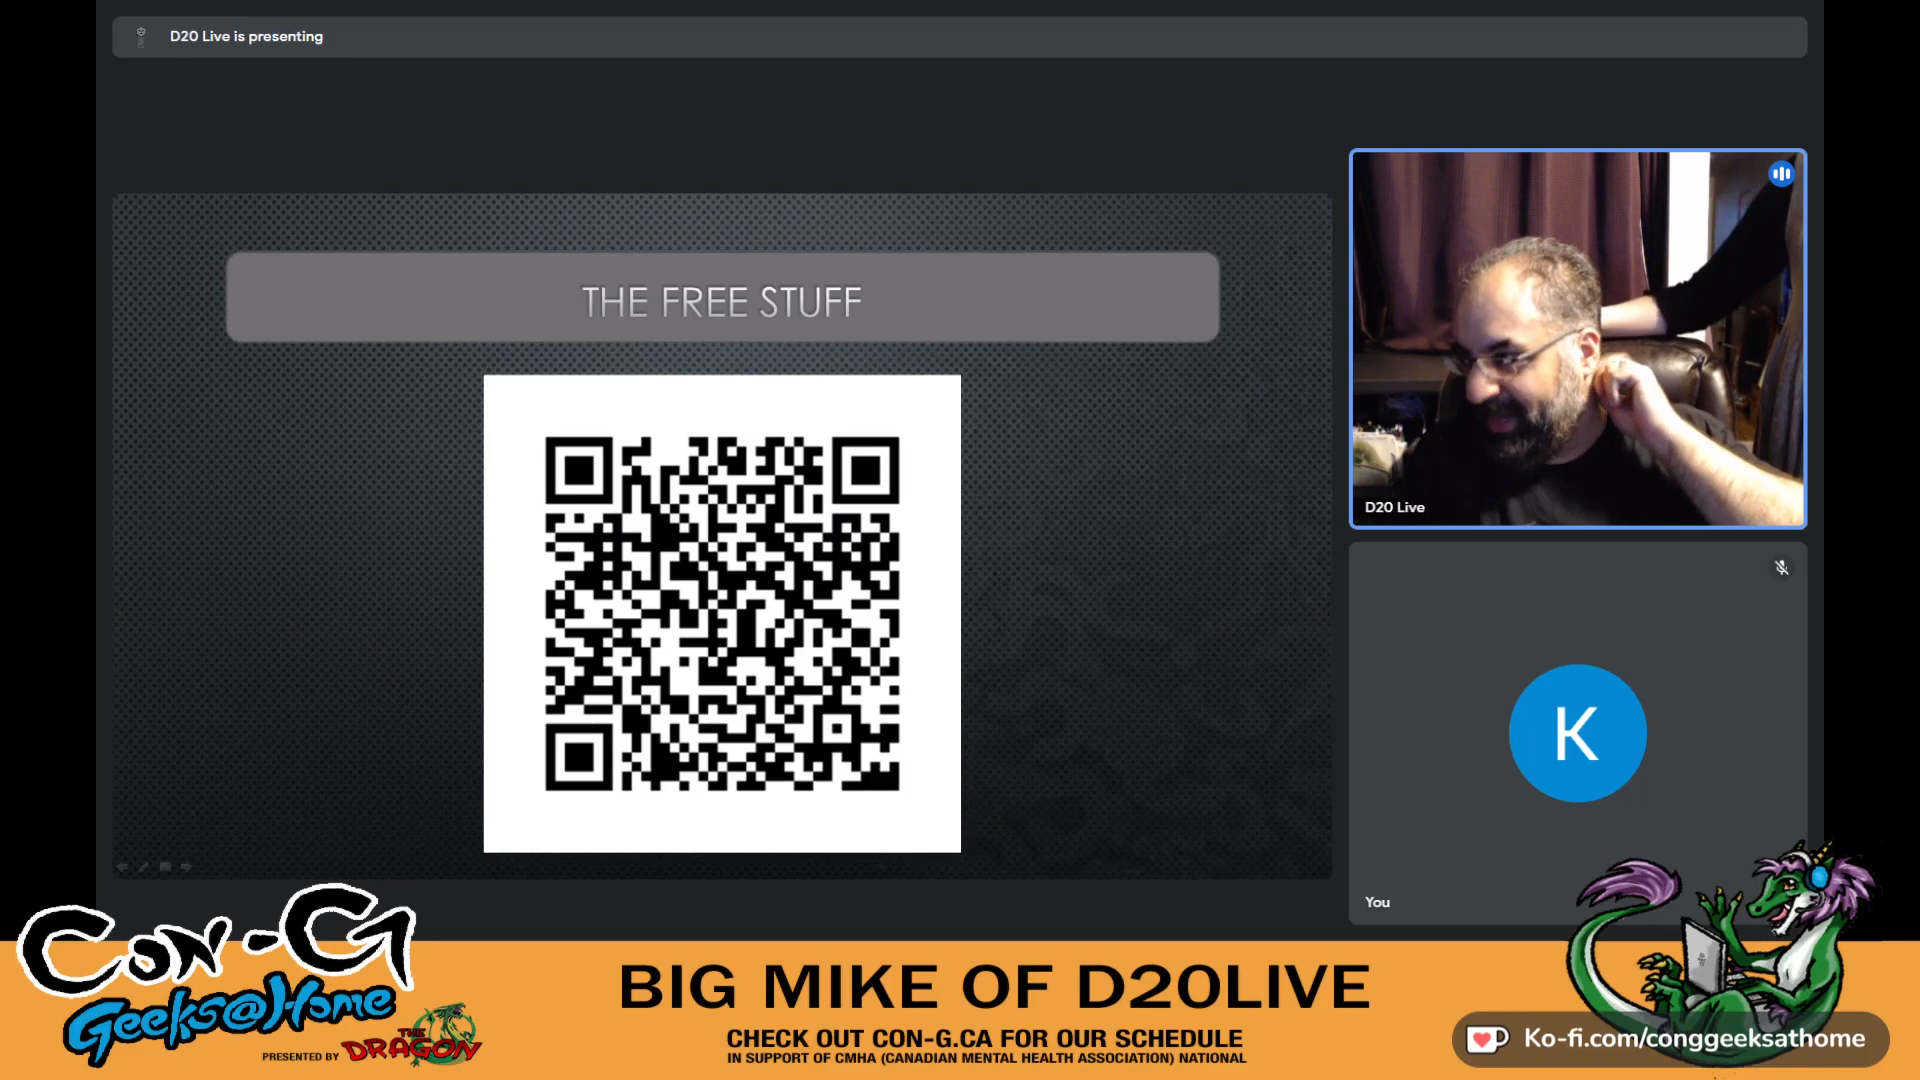 D20 Live is presenting
THE FREE STUFF
D20 Live
K
You
CON-G
Geeks@Home
PRESENTED BY THE DRAGON
BIG MIKE OF D20LIVE
CHECK OUT CON-G.CA FOR OUR SCHEDULE
IN SUPPORT OF CMHA (CANADIAN MENTAL HEALTH ASSOCIATION) NATIONAL
Ko-fi.com/conggeeksathome